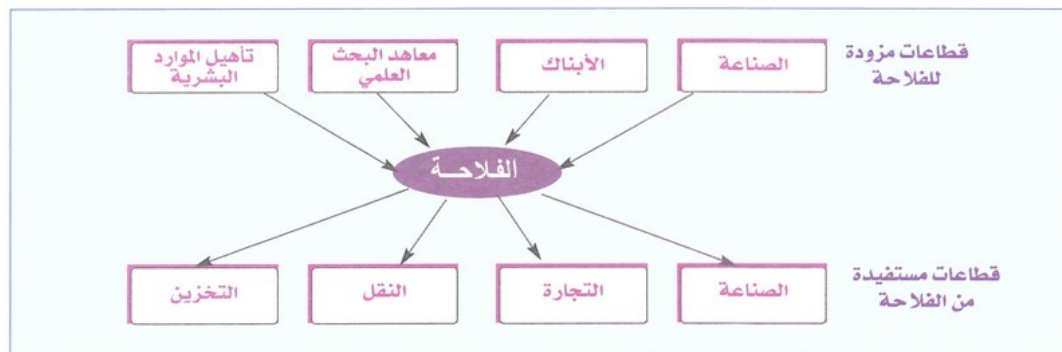 قطاعات مزودة
للفلاحة
الصناعة
الأبناك
معاهد البحث
العلمي
تأهيل الموارد
البشرية
الفلاحــة
قطاعات مستفيدة
من الفلاحة
الصناعة
التجارة
النقل
التخزين